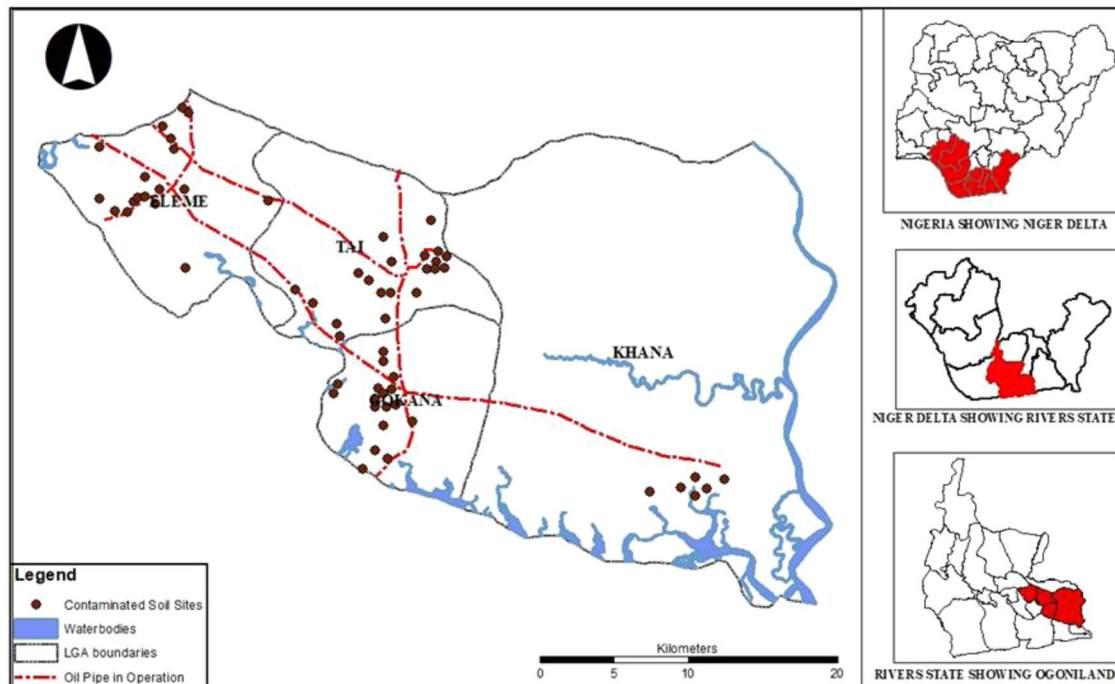 ELEME
TAI
KHANA
GOKANA
Legend
Contaminated Soil Sites
Waterbodies
LGA boundaries
Oil Pipe in Operation
Kilometers
0 5 10 20
NIGERIA SHOWING NIGER DELTA
NIGER DELTA SHOWING RIVERS STATE
RIVERS STATE SHOWING OGONILAND